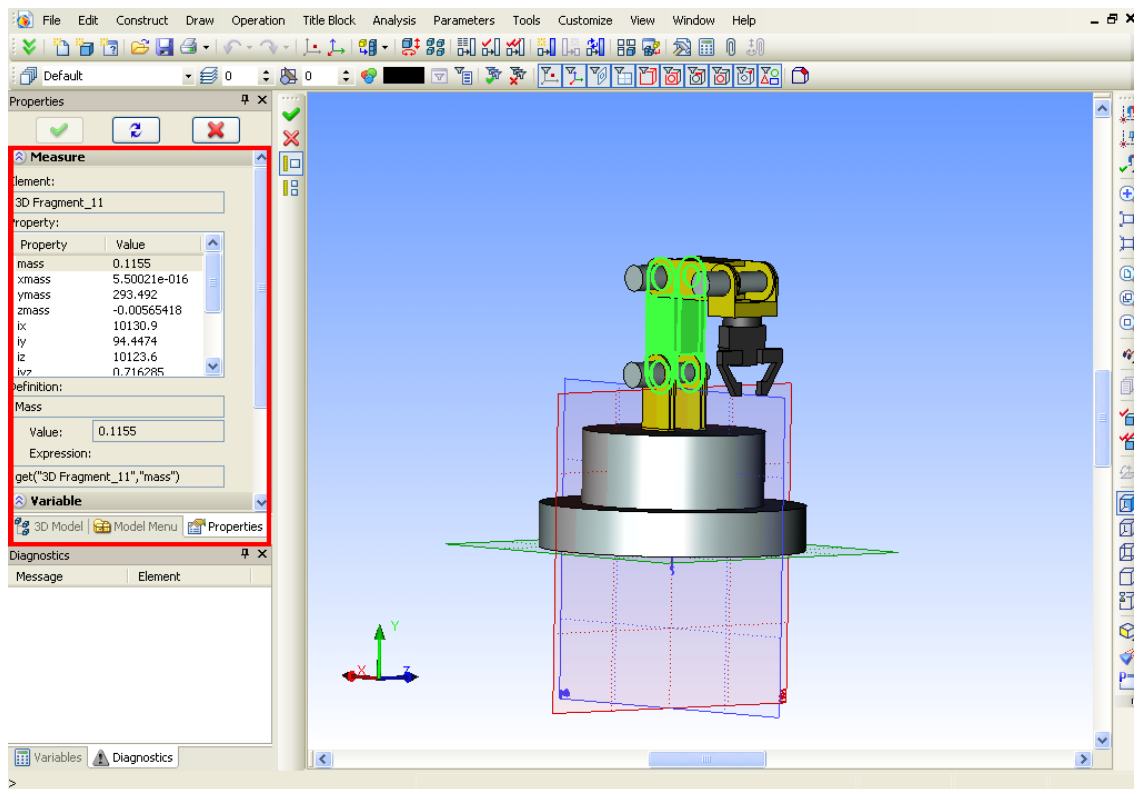 File Edit Construct Draw Operation Title Block Analysis Parameters Tools Customize View Window Help
Default 0 0
Properties
Measure
Element:
3D Fragment_11
Property:
Property Value
mass 0.1155
xmass 5.50021e-016
ymass 293.492
zmass -0.00565418
ix 10130.9
iy 94.4474
iz 10123.6
iyz 0.716285
Definition:
Mass
Value: 0.1155
Expression:
get("3D Fragment_11","mass")
Variable
3D Model Model Menu Properties
Diagnostics
Message Element
Y
X Z
Variables Diagnostics
>